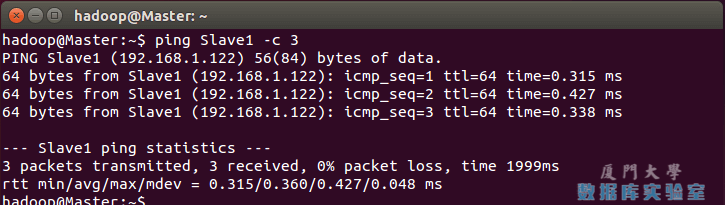 hadoop@Master: ~
hadoop@Master:~$ ping Slave1 -c 3
PING Slave1 (192.168.1.122) 56(84) bytes of data.
64 bytes from Slave1 (192.168.1.122): icmp_seq=1 ttl=64 time=0.315 ms
64 bytes from Slave1 (192.168.1.122): icmp_seq=2 ttl=64 time=0.427 ms
64 bytes from Slave1 (192.168.1.122): icmp_seq=3 ttl=64 time=0.338 ms
--- Slave1 ping statistics ---
3 packets transmitted, 3 received, 0% packet loss, time 1999ms
rtt min/avg/max/mdev = 0.315/0.360/0.427/0.048 ms
hadoop@Master:~$
厦门大學
数据库实验室